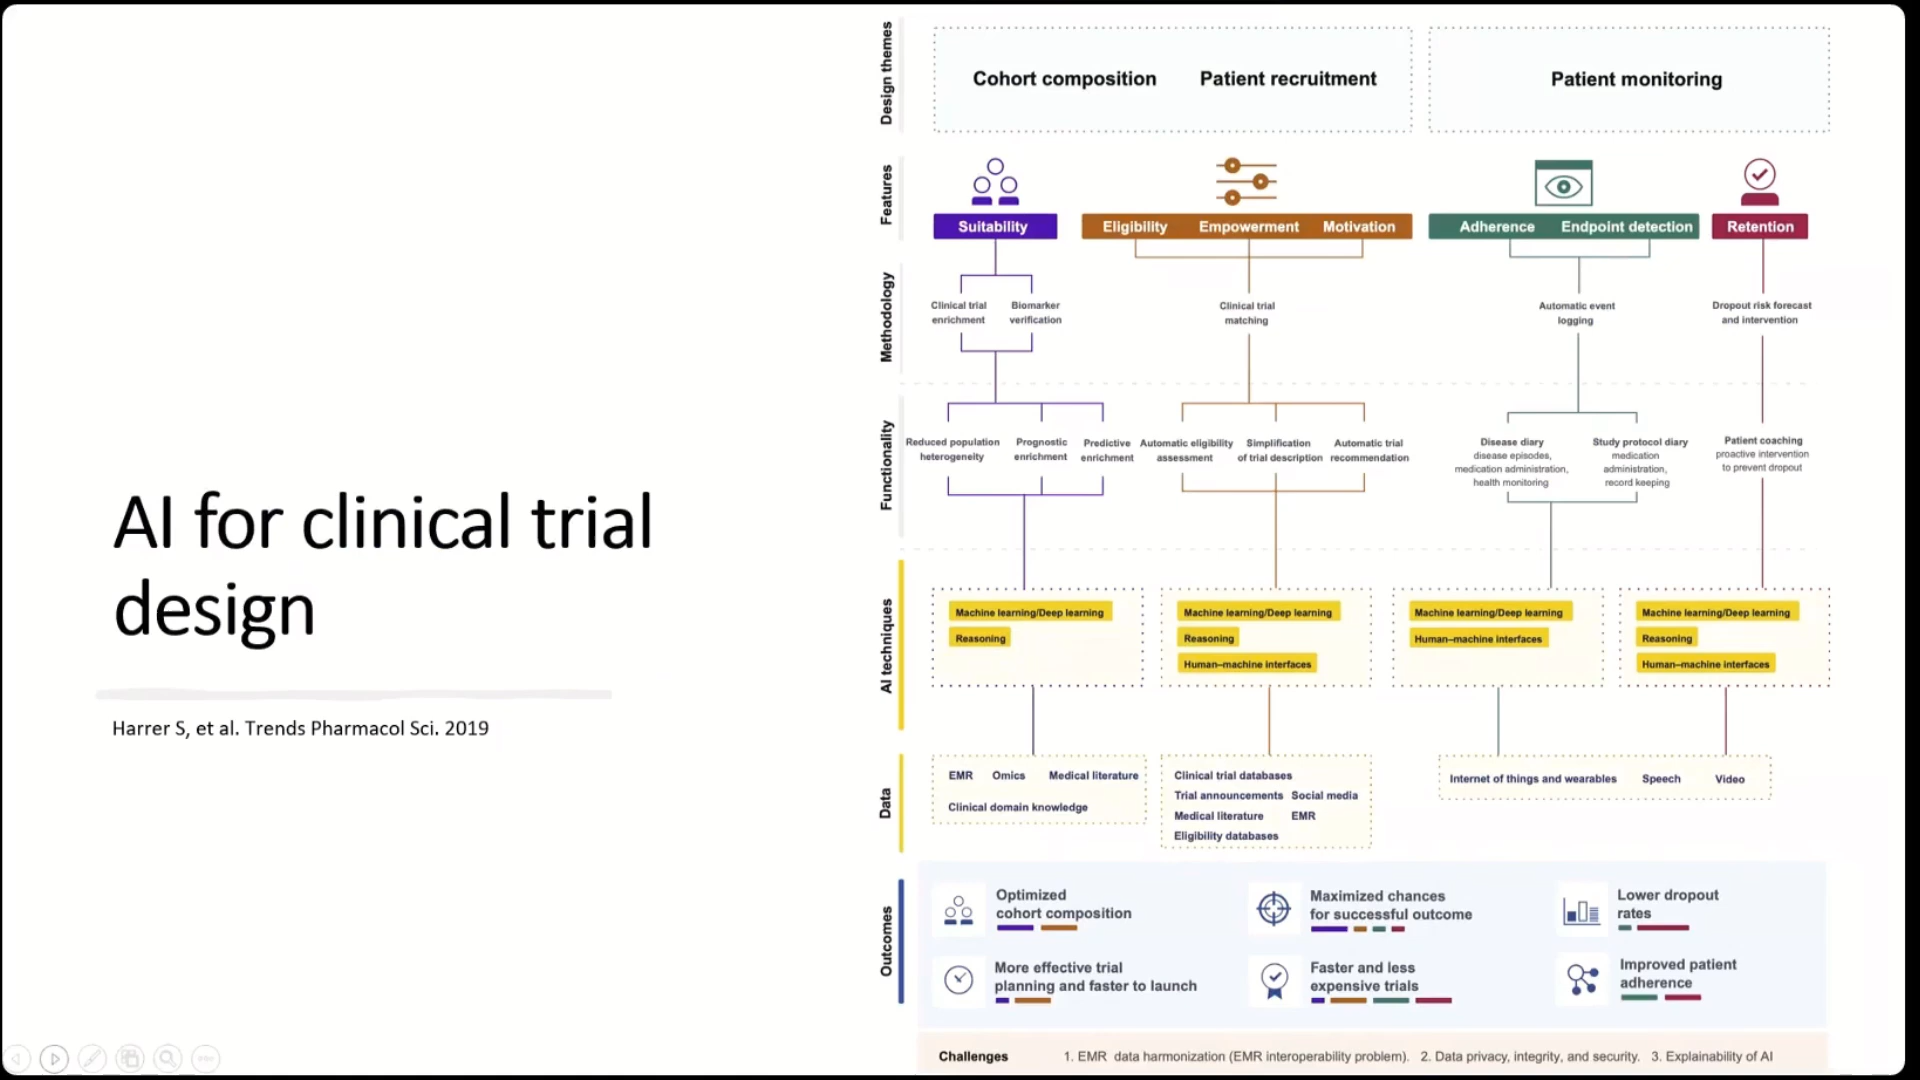 AI for clinical trial
design
Harrer S, et al. Trends Pharmacol Sci. 2019
Design themes
Cohort composition Patient recruitment Patient monitoring
Features
Suitability Eligibility Empowerment Motivation Adherence Endpoint detection Retention
Methodology
Clinical trial
enrichment
Biomarker
verification
Clinical trial
matching
Automatic event
logging
Dropout risk forecast
and intervention
Functionality
Reduced population
heterogeneity
Prognostic
enrichment
Predictive
enrichment
Automatic eligibility
assessment
Simplification
of trial description
Automatic trial
recommendation
Disease diary
disease episodes,
medication administration,
health monitoring
Study protocol diary
medication
administration,
record keeping
Patient coaching
proactive intervention
to prevent dropout
AI techniques
Machine learning/Deep learning
Reasoning
Machine learning/Deep learning
Reasoning
Human–machine interfaces
Machine learning/Deep learning
Human–machine interfaces
Machine learning/Deep learning
Reasoning
Human–machine interfaces
Data
EMR Omics Medical literature
Clinical domain knowledge
Clinical trial databases
Trial announcements Social media
Medical literature EMR
Eligibility databases
Internet of things and wearables Speech Video
Outcomes
Optimized
cohort composition
Maximized chances
for successful outcome
Lower dropout
rates
More effective trial
planning and faster to launch
Faster and less
expensive trials
Improved patient
adherence
Challenges 1. EMR data harmonization (EMR interoperability problem). 2. Data privacy, integrity, and security. 3. Explainability of AI